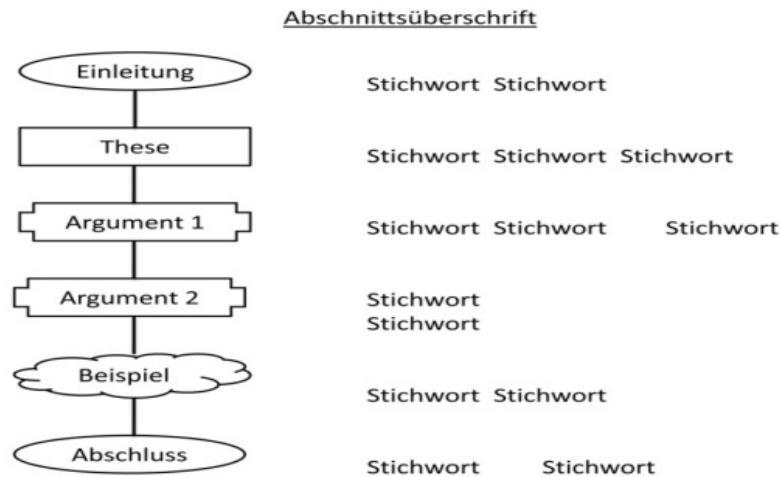 Abschnittsüberschrift
Einleitung
Stichwort Stichwort
These
Stichwort Stichwort Stichwort
Argument 1
Stichwort Stichwort Stichwort
Argument 2
Stichwort
Stichwort
Beispiel
Stichwort Stichwort
Abschluss
Stichwort Stichwort